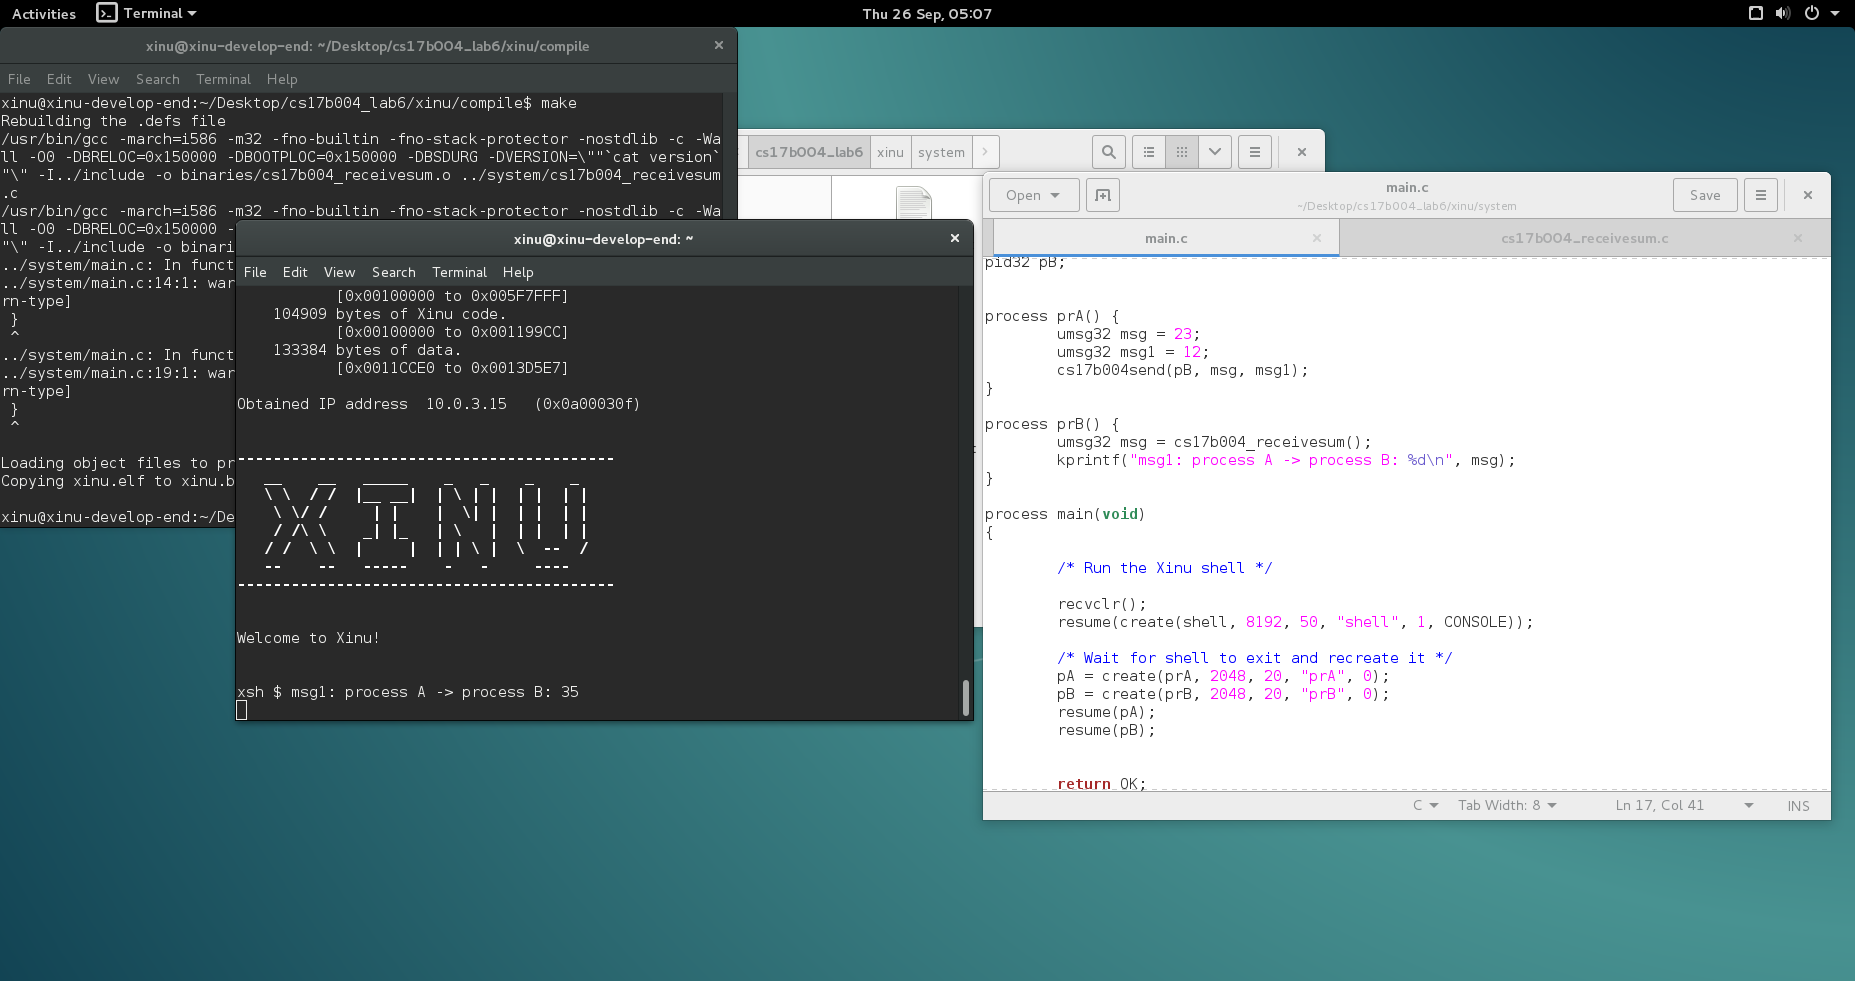 Activities
Terminal
Thu 26 Sep, 05:07
xinu@xinu-develop-end: ~/Desktop/cs17b004_lab6/xinu/compile
File Edit View Search Terminal Help
xinu@xinu-develop-end:~/Desktop/cs17b004_lab6/xinu/compile$ make
Rebuilding the .defs file
/usr/bin/gcc -march=i586 -m32 -fno-builtin -fno-stack-protector -nostdlib -c -Wa
ll -O0 -DBRELOC=0x150000 -DBOOTPLOC=0x150000 -DBSDURG -DVERSION=\""`cat version`
"\" -I../include -o binaries/cs17b004_receivesum.o ../system/cs17b004_receivesum
.c
/usr/bin/gcc -march=i586 -m32 -fno-builtin -fno-stack-protector -nostdlib -c -Wa
ll -O0 -DBRELOC=0x150000 -
"\" -I../include -o binari
../system/main.c: In funct
../system/main.c:14:1: war
rn-type]
}
^
../system/main.c: In funct
../system/main.c:19:1: war
rn-type]
}
^
Loading object files to pr
Copying xinu.elf to xinu.b
xinu@xinu-develop-end:~/De
xinu@xinu-develop-end: ~
File Edit View Search Terminal Help
[0x00100000 to 0x005F7FFF]
104909 bytes of Xinu code.
[0x00100000 to 0x001199CC]
133384 bytes of data.
[0x0011CCE0 to 0x0013D5E7]
Obtained IP address 10.0.3.15 (0x0a00030f)
------------------------------------------
XINU
------------------------------------------
Welcome to Xinu!
xsh $ msg1: process A -> process B: 35
cs17b004_lab6 xinu system
Open
main.c
~/Desktop/cs17b004_lab6/xinu/system
Save
main.c
cs17b004_receivesum.c
pid32 pB;
process prA() {
umsg32 msg = 23;
umsg32 msg1 = 12;
cs17b004send(pB, msg, msg1);
}
process prB() {
umsg32 msg = cs17b004_receivesum();
kprintf("msg1: process A -> process B: %d\n", msg);
}
process main(void)
{
/* Run the Xinu shell */
recvclr();
resume(create(shell, 8192, 50, "shell", 1, CONSOLE));
/* Wait for shell to exit and recreate it */
pA = create(prA, 2048, 20, "prA", 0);
pB = create(prB, 2048, 20, "prB", 0);
resume(pA);
resume(pB);
return OK;
C
Tab Width: 8
Ln 17, Col 41
INS